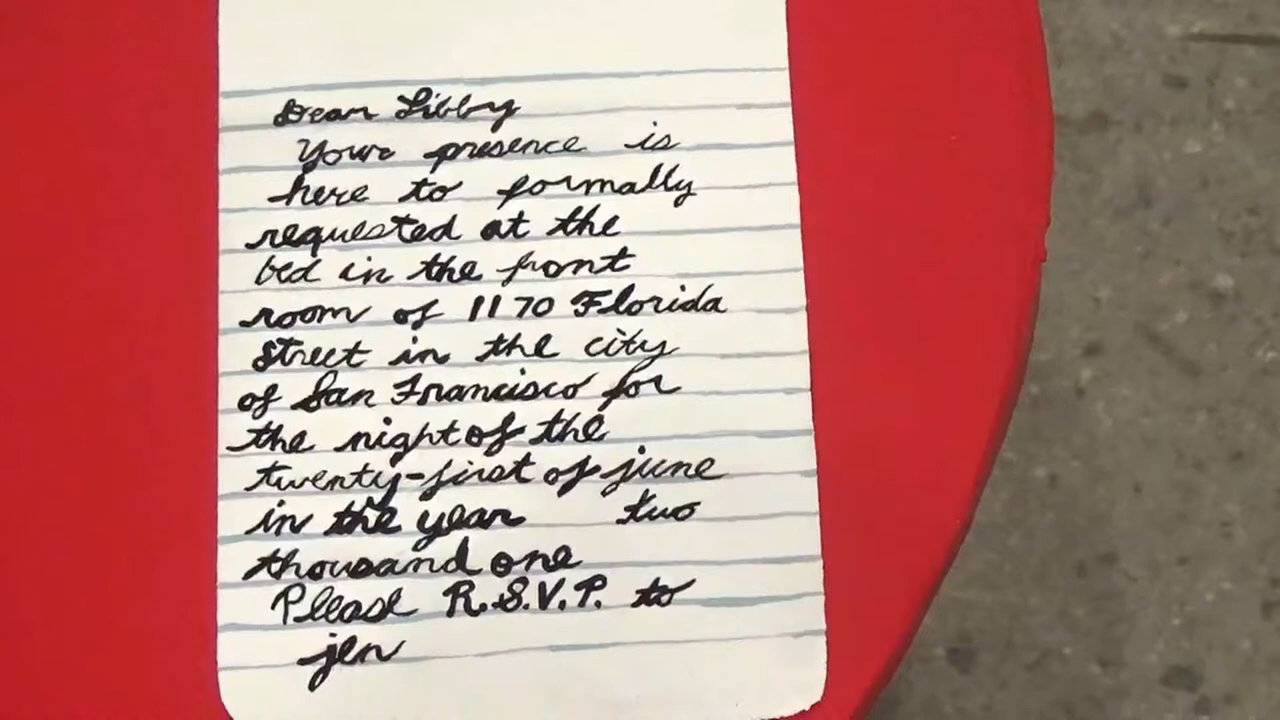 Dear Libby
Your presence is
here to formally
requested at the
bed in the front
room of 1170 Florida
Street in the city
of San Francisco for
the night of the
twenty-first of june
in the year two
thousand one
Please R.S.V.P. to
jen